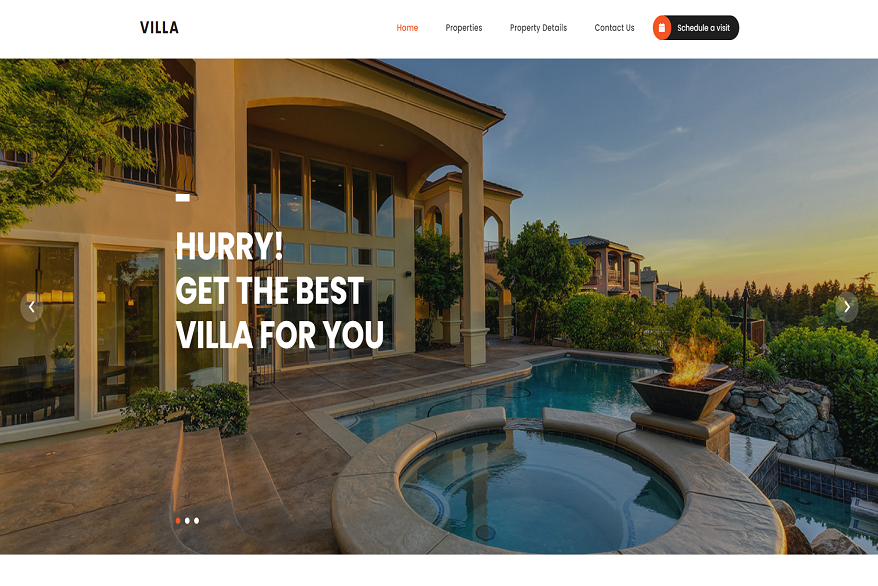 VILLA
Home Properties Property Details Contact Us Schedule a visit
HURRY!
GET THE BEST
VILLA FOR YOU